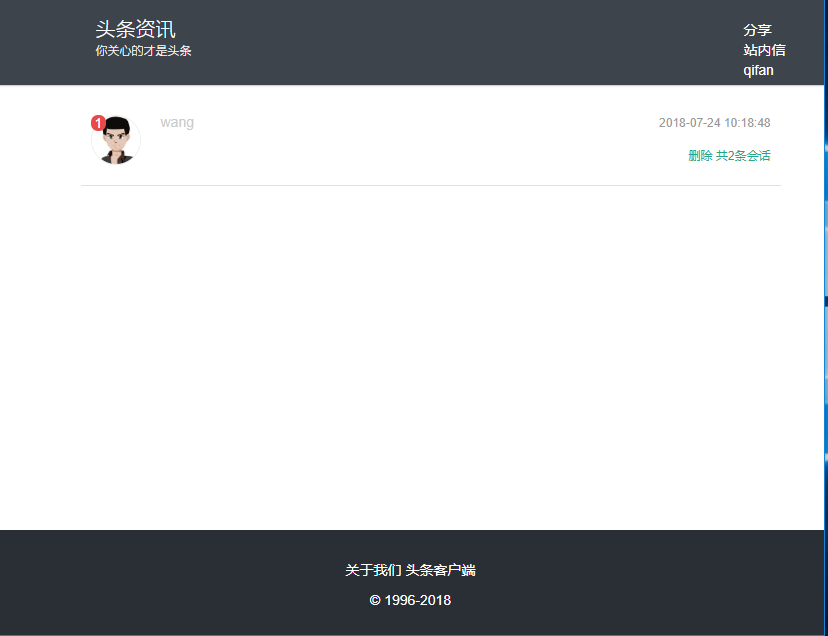 头条资讯
你关心的才是头条
分享
站内信
qifan
1
wang
2018-07-24 10:18:48
删除 共2条会话
关于我们 头条客户端
© 1996-2018